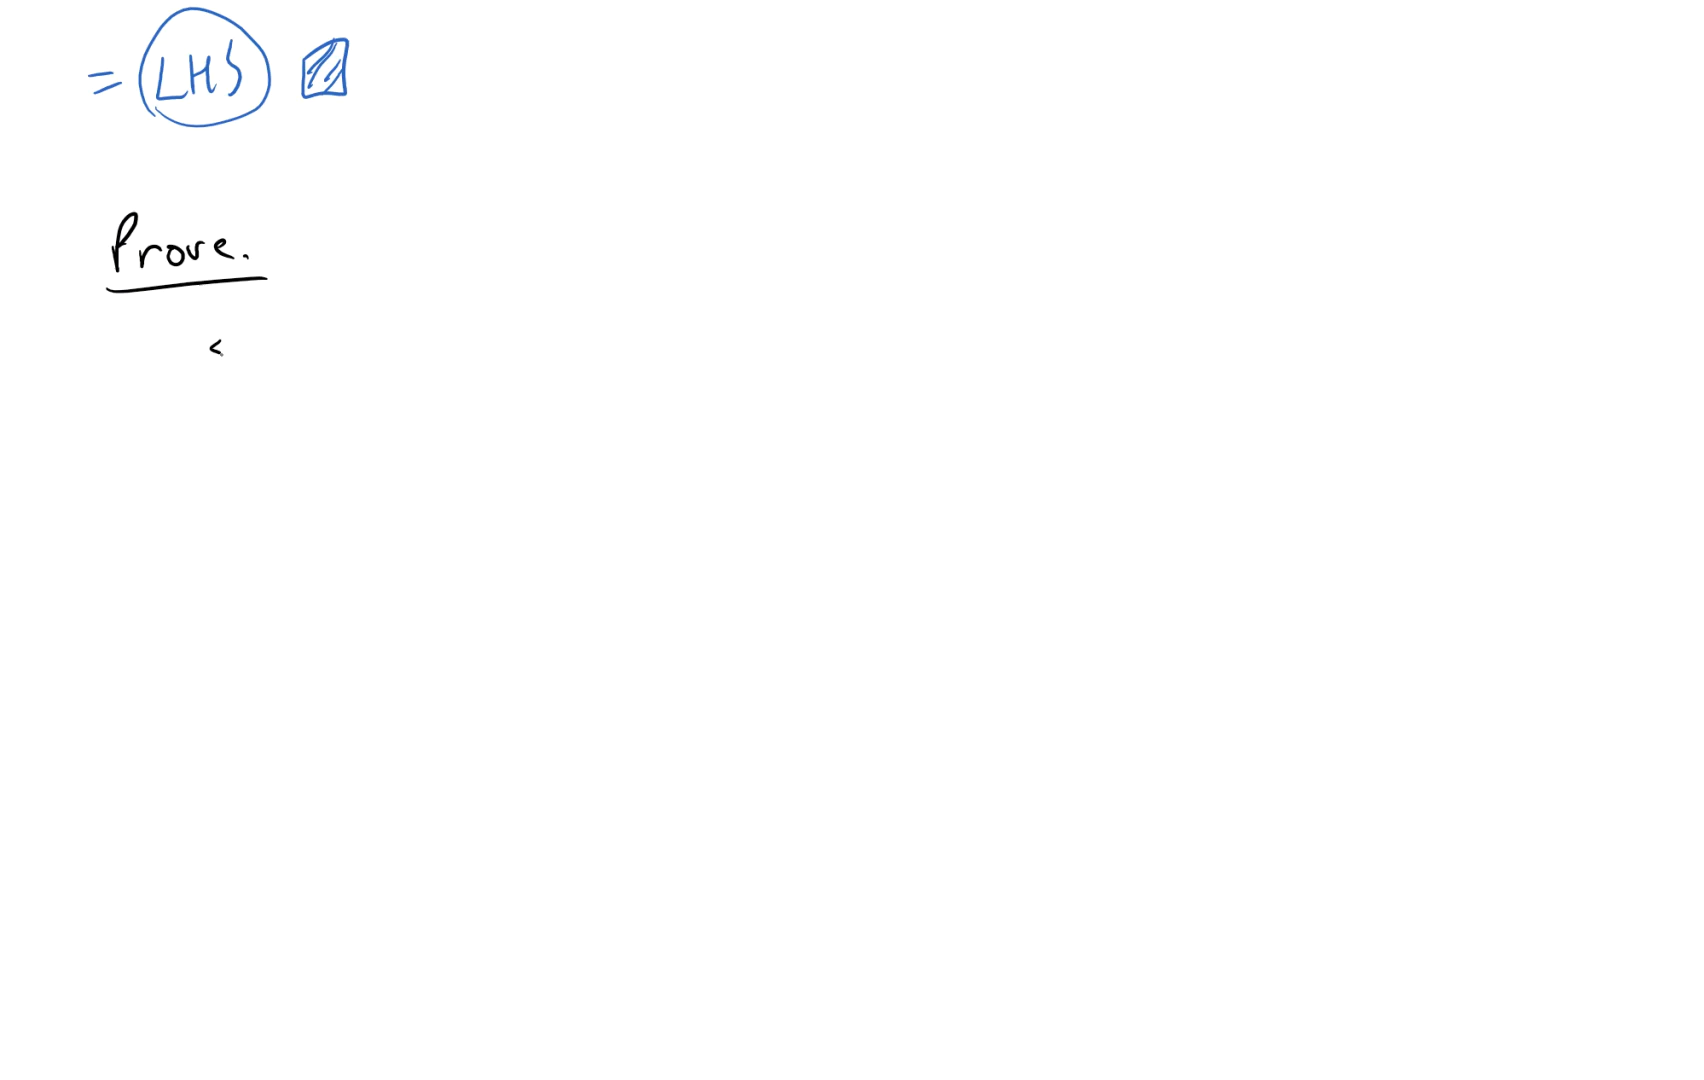 = LHS
Prove.
<